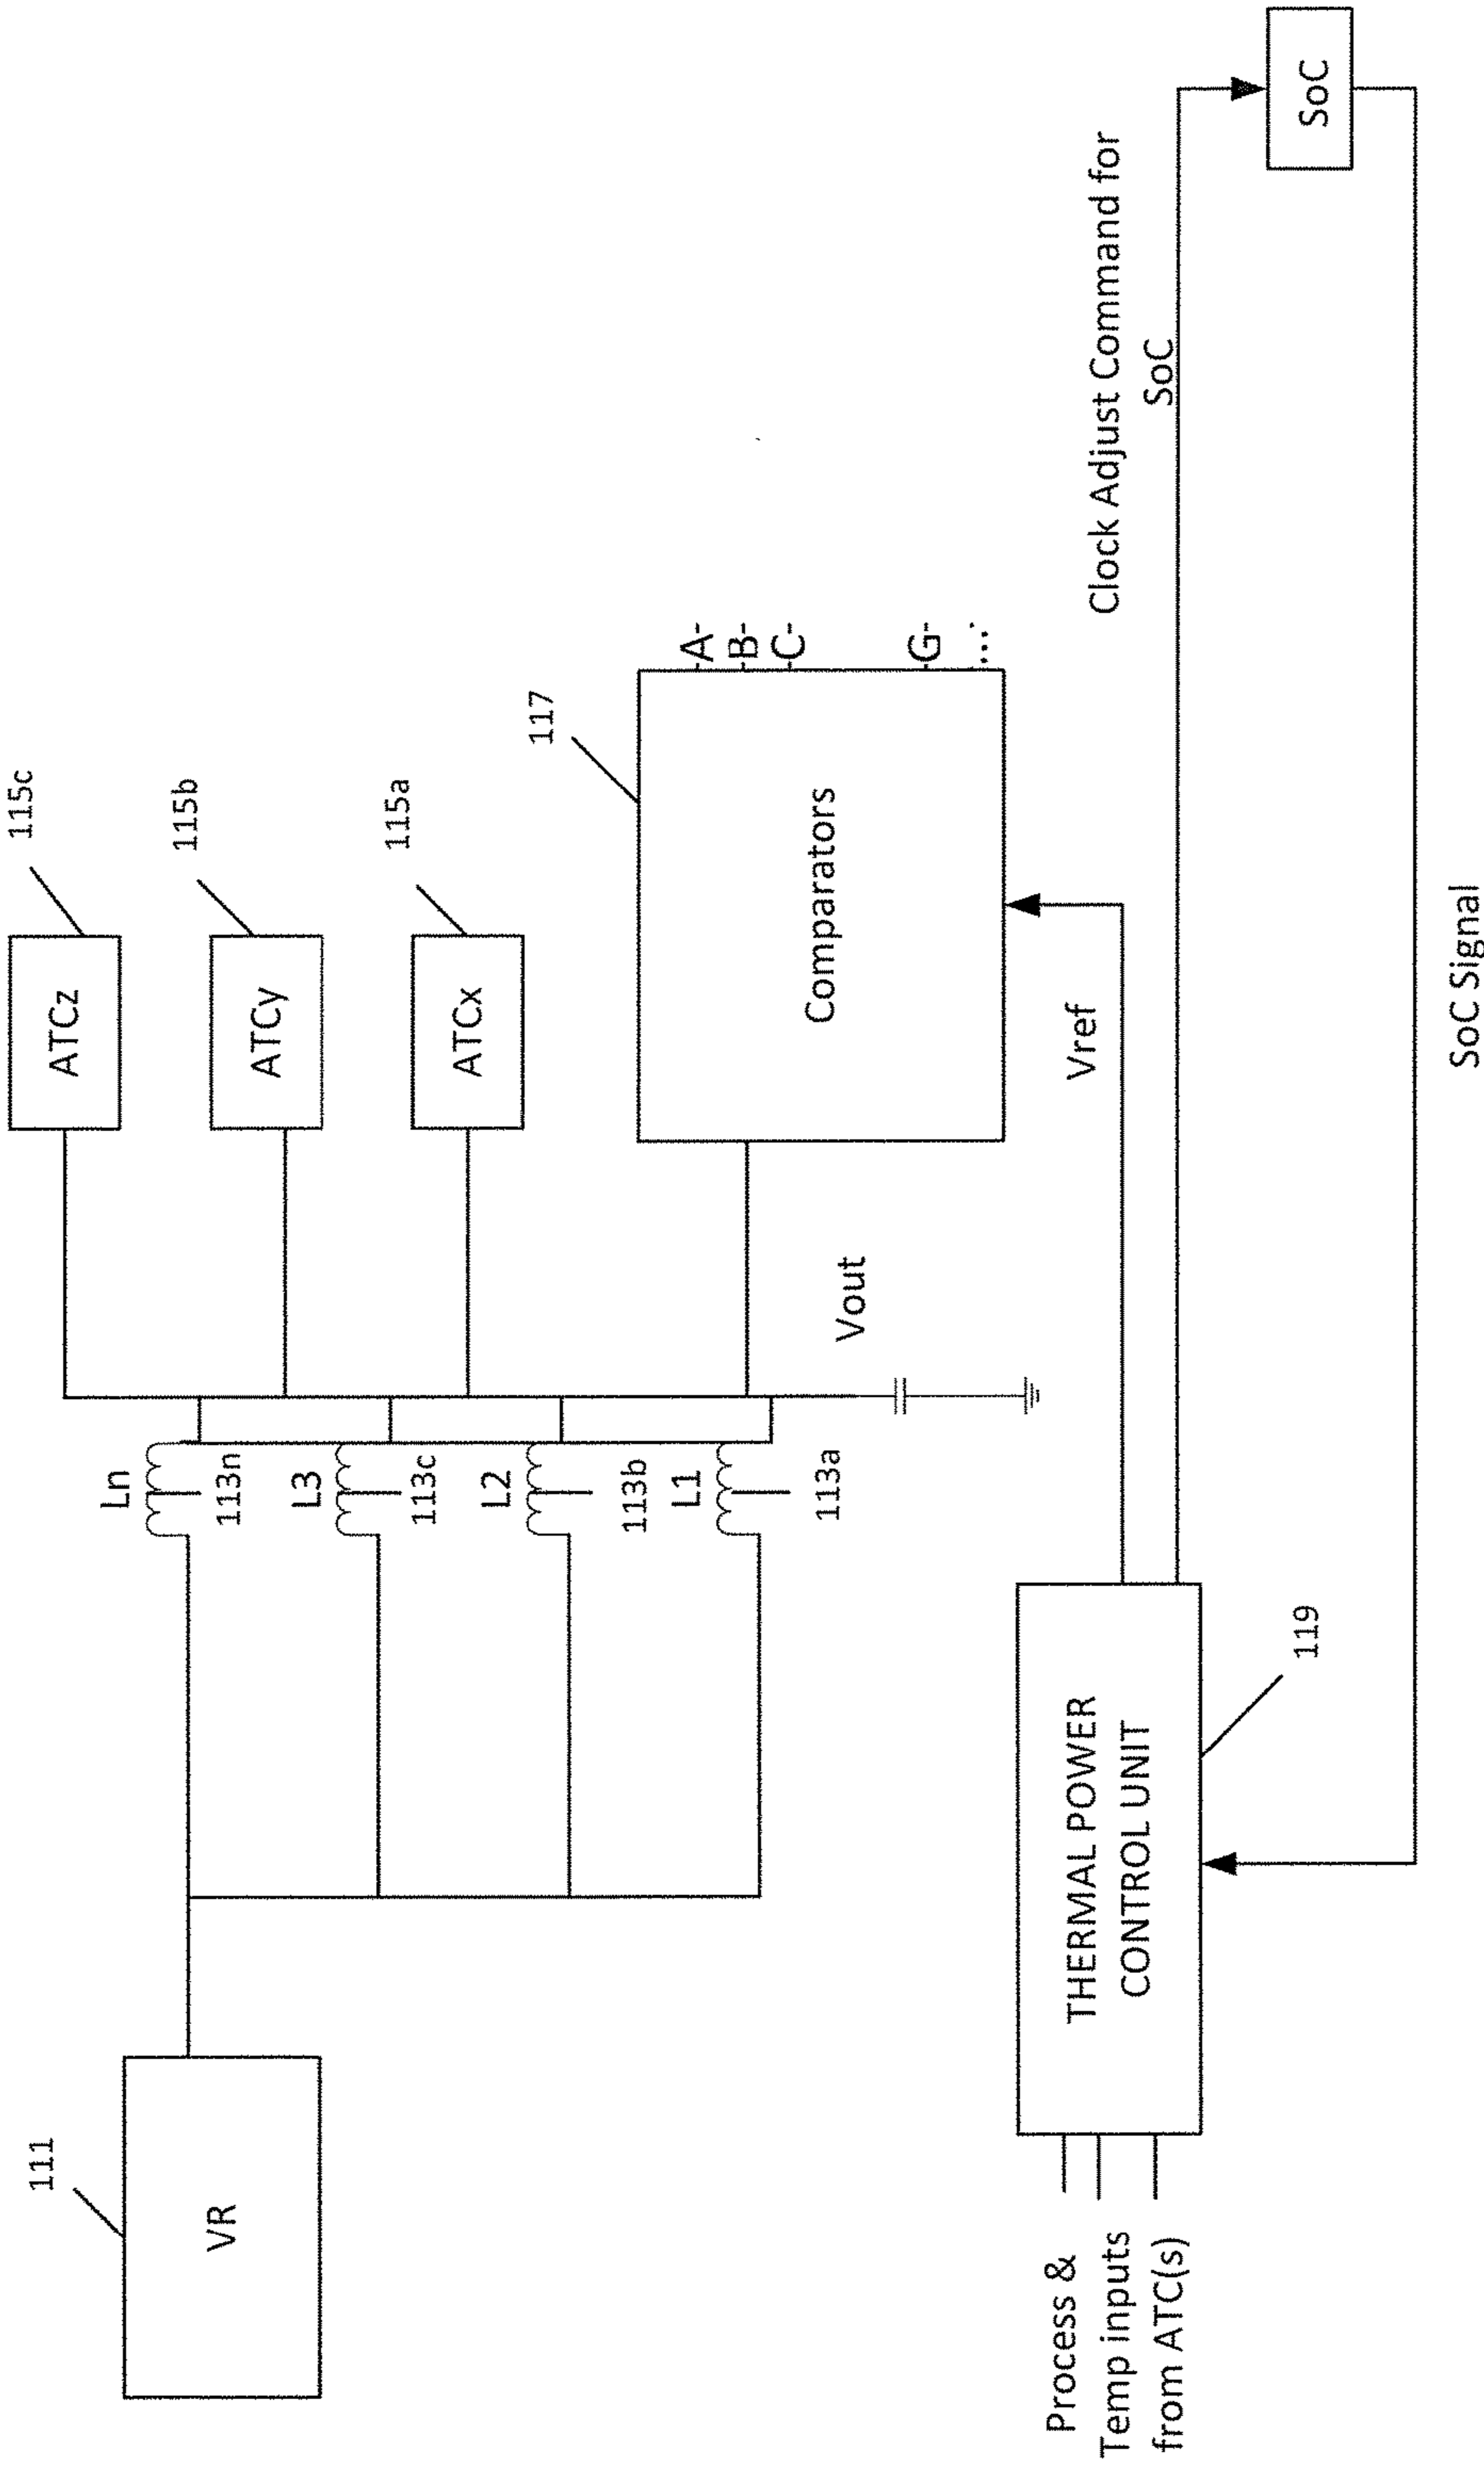 111
VR
Ln
113n
L3
113c
L2
113b
L1
113a
115c
ATCz
115b
ATCy
115a
ATCx
Vout
117
Comparators
A
B
C
G
...
Vref
Process &
Temp inputs
from ATC(s)
THERMAL POWER
CONTROL UNIT
119
Clock Adjust Command for
SoC
SoC
SoC Signal